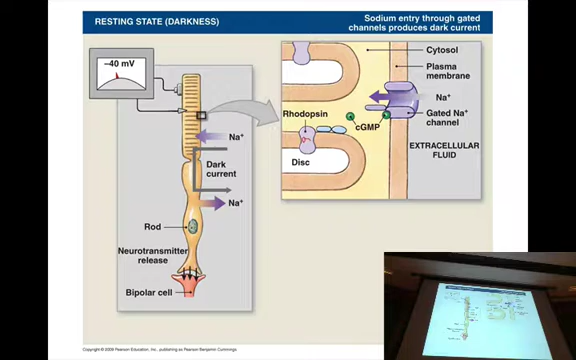 RESTING STATE (DARKNESS)
Sodium entry through gated
channels produces dark current
–40 mV
Na⁺
Dark
current
Na⁺
Rod
Neurotransmitter
release
Bipolar cell
Cytosol
Plasma
membrane
Na⁺
Gated Na⁺
channel
Rhodopsin
cGMP
Disc
EXTRACELLULAR
FLUID
Copyright © 2009 Pearson Education, Inc., publishing as Pearson Benjamin Cummings.